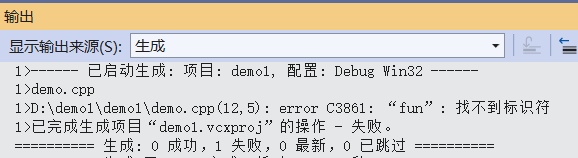 输出
显示输出来源(S): 生成
1>------ 已启动生成: 项目: demo1, 配置: Debug Win32 ------
1>demo.cpp
1>D:\demo1\demo1\demo.cpp(12,5): error C3861: “fun”: 找不到标识符
1>已完成生成项目“demo1.vcxproj”的操作 - 失败。
========== 生成: 0 成功，1 失败，0 最新，0 已跳过 ==========